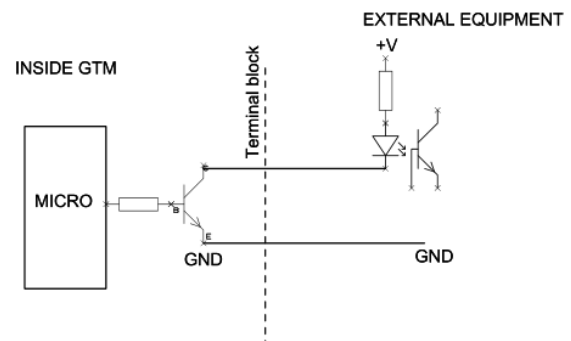 EXTERNAL EQUIPMENT
+V
INSIDE GTM
Terminal block
MICRO
B
E
GND
GND